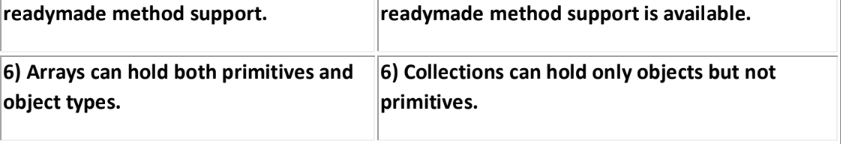 readymade method support.
readymade method support is available.
6) Arrays can hold both primitives and
object types.
6) Collections can hold only objects but not
primitives.